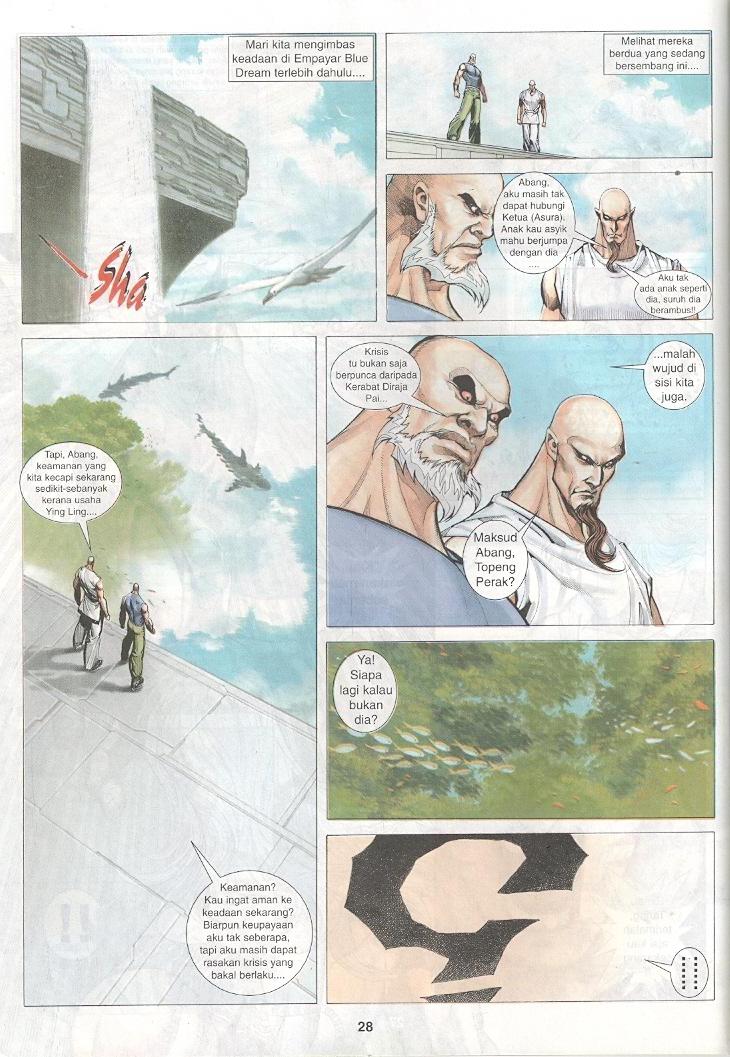 Mari kita mengimbas
keadaan di Empayar Blue
Dream terlebih dahulu....
Sha
Melihat mereka
berdua yang sedang
bersembang ini....
Abang,
aku masih tak
dapat hubungi
Ketua (Asura).
Anak kau asyik
mahu berjumpa
dengan dia
....
Aku tak
ada anak seperti
dia, suruh dia
berambus!!
Tapi, Abang,
keamanan yang
kita kecapi sekarang
sedikit-sebanyak
kerana usaha
Ying Ling....
Keamanan?
Kau ingat aman ke
keadaan sekarang?
Biarpun keupayaan
aku tak seberapa,
tapi aku masih dapat
rasakan krisis yang
bakal berlaku....
Krisis
tu bukan saja
berpunca daripada
Kerabat Diraja
Pai...
...malah
wujud di
sisi kita
juga.
Maksud
Abang,
Topeng
Perak?
Ya!
Siapa
lagi kalau
bukan
dia?
28